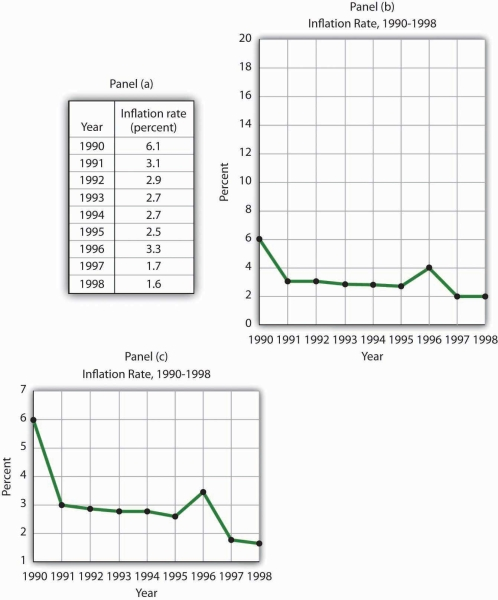 Panel (a)
Year Inflation rate (percent)
1990 6.1
1991 3.1
1992 2.9
1993 2.7
1994 2.7
1995 2.5
1996 3.3
1997 1.7
1998 1.6
Panel (b)
Inflation Rate, 1990-1998
Percent
20
18
16
14
12
10
8
6
4
2
0
1990 1991 1992 1993 1994 1995 1996 1997 1998
Year
Panel (c)
Inflation Rate, 1990-1998
Percent
7
6
5
4
3
2
1
1990 1991 1992 1993 1994 1995 1996 1997 1998
Year